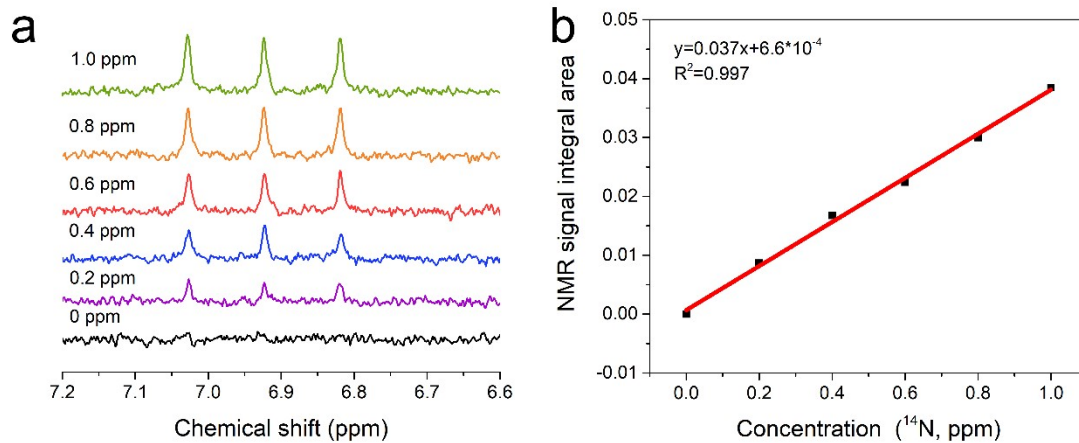 a
1.0 ppm
0.8 ppm
0.6 ppm
0.4 ppm
0.2 ppm
0 ppm
7.2 7.1 7.0 6.9 6.8 6.7 6.6
Chemical shift (ppm)
b
y=0.037x+6.6*10⁻⁴
R²=0.997
NMR signal integral area
0.05
0.04
0.03
0.02
0.01
0.00
-0.01
0.0 0.2 0.4 0.6 0.8 1.0
Concentration (¹⁴N, ppm)